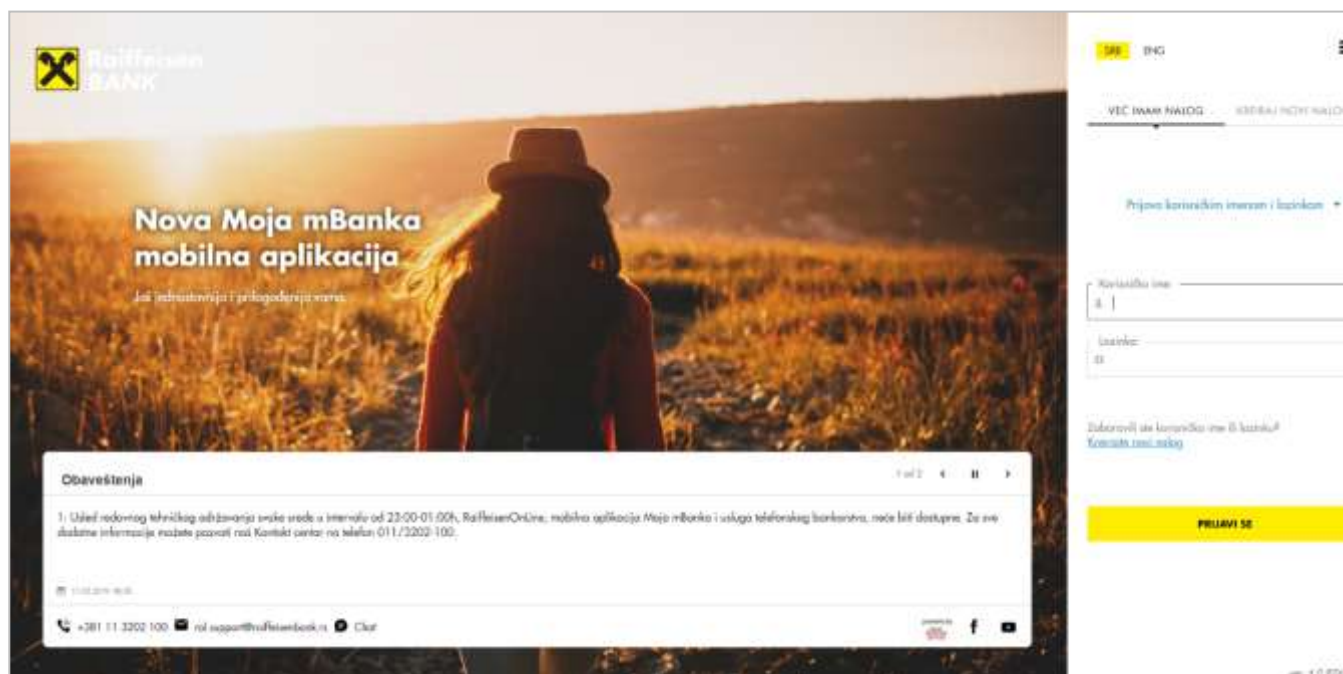 Raiffeisen
BANK
Nova Moja mBanka
mobilna aplikacija
Još jednostavnija i prilagođenija vama.
Obaveštenja
1 of 2
1: Usled redovnog tehničkog održavanja svake srede u intervalu od 23:00-01:00h, RaiffeisenOnLine, mobilna aplikacija Moja mBanka i usluga telefonskog bankarstva, neće biti dostupne. Za sve
dodatne informacije možete pozvati naš Kontakt centar na telefon 011/3202-100.
+381 11 3202 100 rol.support@raiffeisenbank.rs Chat
SRB ENG
VEĆ IMAM NALOG KREIRAJ NOVI NALOG
Prijava korisničkim imenom i lozinkom
Korisničko ime
Lozinka
Zaboravili ste korisničko ime ili lozinku?
Kreirajte novi nalog
PRIJAVI SE